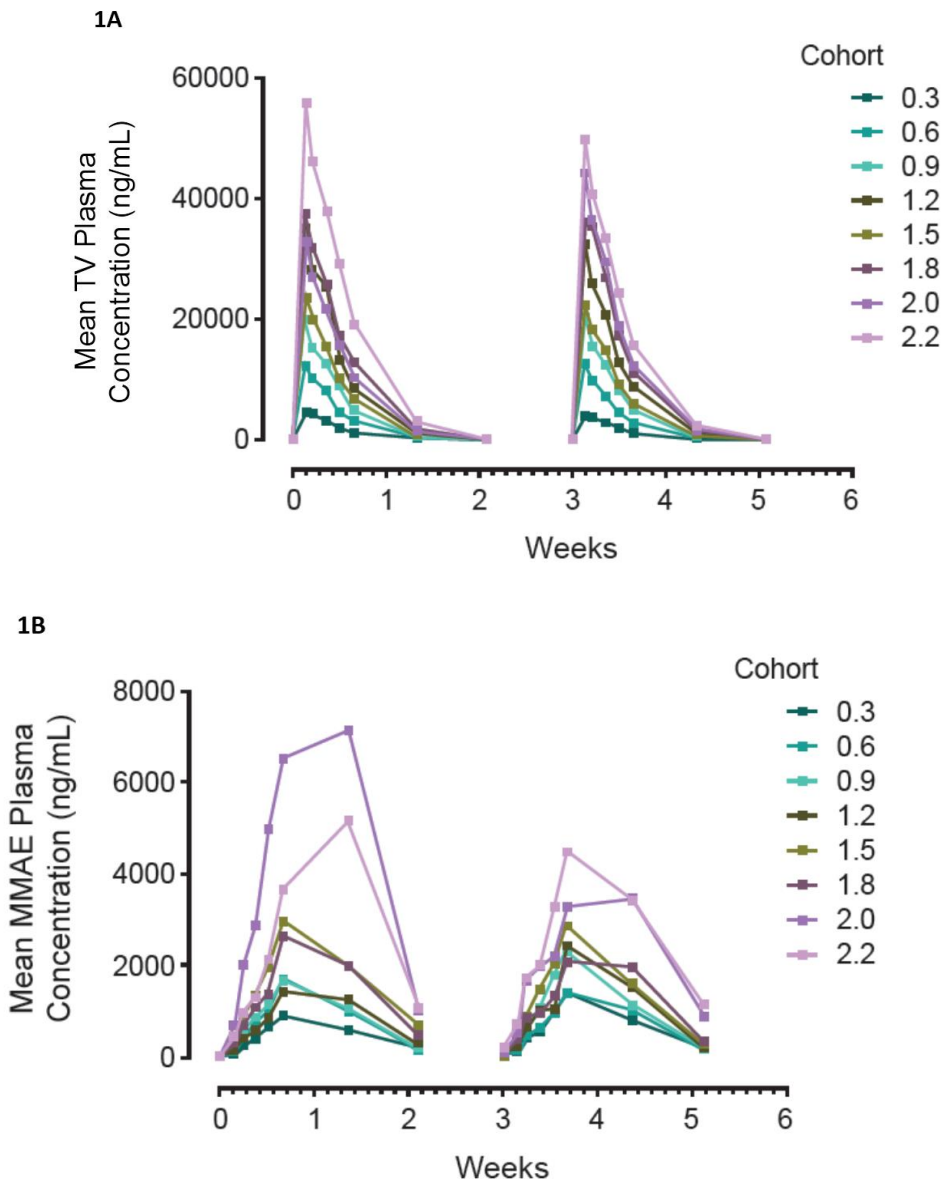 1A
Mean TV Plasma
Concentration (ng/mL)
60000
40000
20000
0
0 1 2 3 4 5 6
Weeks
Cohort
0.3
0.6
0.9
1.2
1.5
1.8
2.0
2.2
1B
Mean MMAE Plasma
Concentration (ng/mL)
8000
6000
4000
2000
0
0 1 2 3 4 5 6
Weeks
Cohort
0.3
0.6
0.9
1.2
1.5
1.8
2.0
2.2